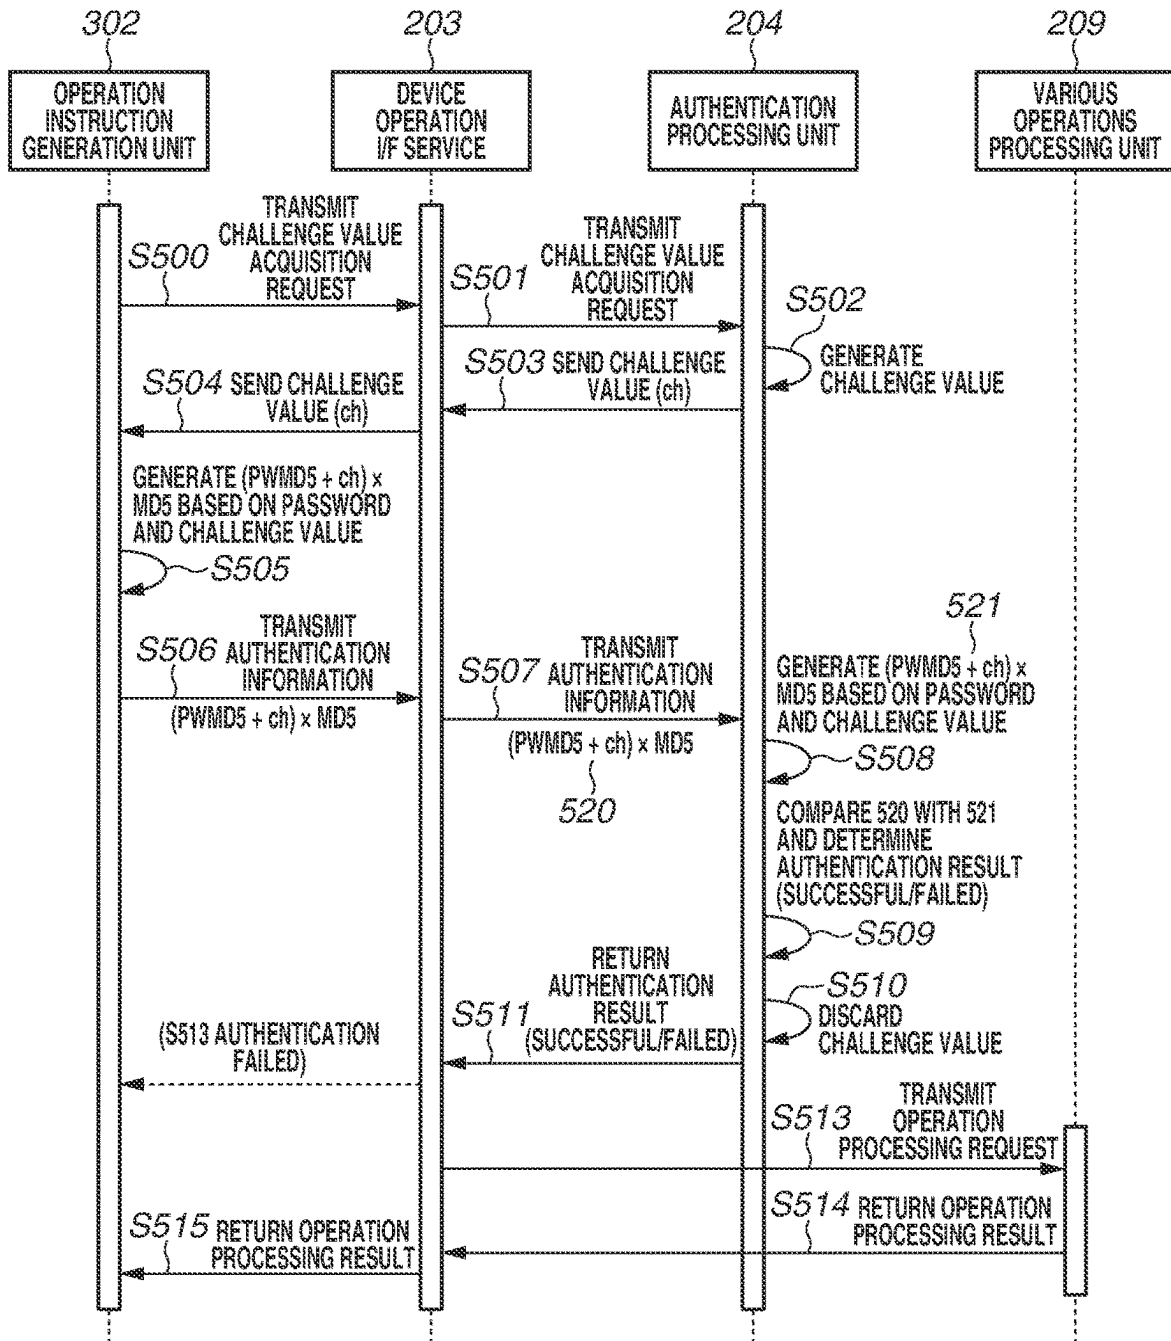 302
203
204
209
OPERATION
INSTRUCTION
GENERATION UNIT
DEVICE
OPERATION
I/F SERVICE
AUTHENTICATION
PROCESSING UNIT
VARIOUS
OPERATIONS
PROCESSING UNIT
S500
TRANSMIT
CHALLENGE VALUE
ACQUISITION
REQUEST
S501
TRANSMIT
CHALLENGE VALUE
ACQUISITION
REQUEST
S502
GENERATE
CHALLENGE VALUE
S503 SEND CHALLENGE
VALUE (ch)
S504 SEND CHALLENGE
VALUE (ch)
GENERATE (PWMD5 + ch) ×
MD5 BASED ON PASSWORD
AND CHALLENGE VALUE
S505
S506
TRANSMIT
AUTHENTICATION
INFORMATION
(PWMD5 + ch) × MD5
S507
TRANSMIT
AUTHENTICATION
INFORMATION
(PWMD5 + ch) × MD5
520
521
GENERATE (PWMD5 + ch) ×
MD5 BASED ON PASSWORD
AND CHALLENGE VALUE
S508
COMPARE 520 WITH 521
AND DETERMINE
AUTHENTICATION RESULT
(SUCCESSFUL/FAILED)
S509
S510
DISCARD
CHALLENGE VALUE
S511
RETURN
AUTHENTICATION
RESULT
(SUCCESSFUL/FAILED)
(S513 AUTHENTICATION
FAILED)
S513
TRANSMIT
OPERATION
PROCESSING REQUEST
S514 RETURN OPERATION
PROCESSING RESULT
S515 RETURN OPERATION
PROCESSING RESULT